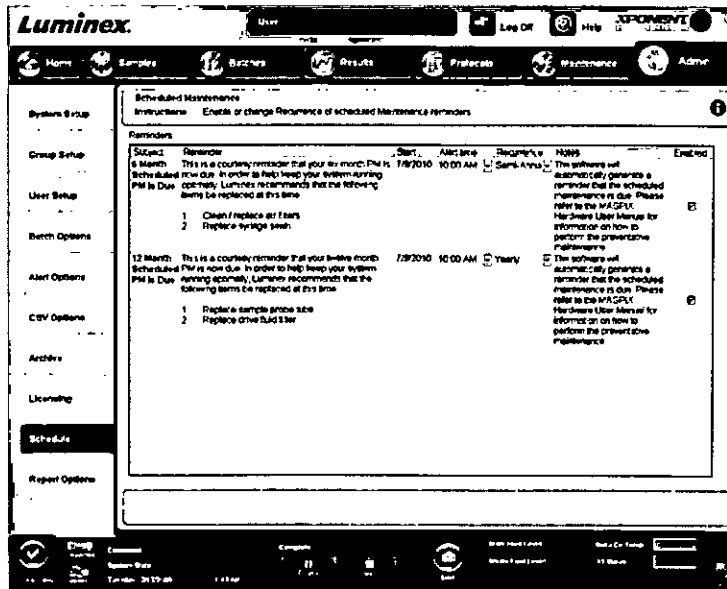 Luminex.
User
Log Off
Help
XPONENT
Home
Samples
Batches
Results
Protocols
Maintenance
Admin
System Setup
Group Setup
User Setup
Batch Options
Alert Options
CSV Options
Archive
Licensing
Schedule
Report Options
Scheduled Maintenance
Instructions Enable or change Recurrence of scheduled Maintenance reminders
Reminders
Subject Reminder Start Alert time Recurrence Notes Enabled
6 Month Scheduled PM is Due
This is a courtesy reminder that your six month PM is
now due. In order to help keep your system running
optimally, Luminex recommends that the following
items be replaced at this time
1 Clean / replace air filters
2 Replace syringe seals
7/9/2010 10:00 AM Semi-Annu
The software will
automatically generate a
reminder that the scheduled
maintenance is due. Please
refer to the MAGPIX
Hardware User Manual for
information on how to
perform the preventative
maintenance
12 Month Scheduled PM is Due
This is a courtesy reminder that your twelve month
PM is now due. In order to help keep your system
running optimally, Luminex recommends that the
following items be replaced at this time
1 Replace sample probe tube
2 Replace drive fluid filter
7/9/2010 10:00 AM Yearly
The software will
automatically generate a
reminder that the scheduled
maintenance is due. Please
refer to the MAGPIX
Hardware User Manual for
information on how to
perform the preventative
maintenance
System State
Complete